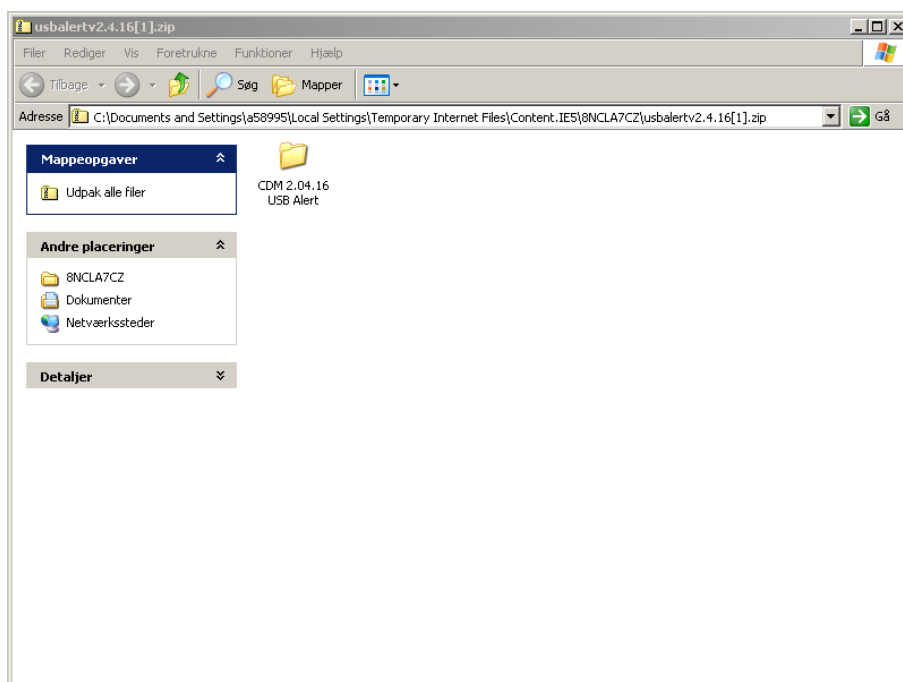 usbalertv2.4.16[1].zip
Filer Rediger Vis Foretrukne Funktioner Hjælp
Tilbage Søg Mapper
Adresse C:\Documents and Settings\a58995\Local Settings\Temporary Internet Files\Content.IE5\8NCLA7CZ\usbalertv2.4.16[1].zip Gå
Mappeopgaver
Udpak alle filer
Andre placeringer
8NCLA7CZ
Dokumenter
Netværkssteder
Detaljer
CDM 2.04.16
USB Alert